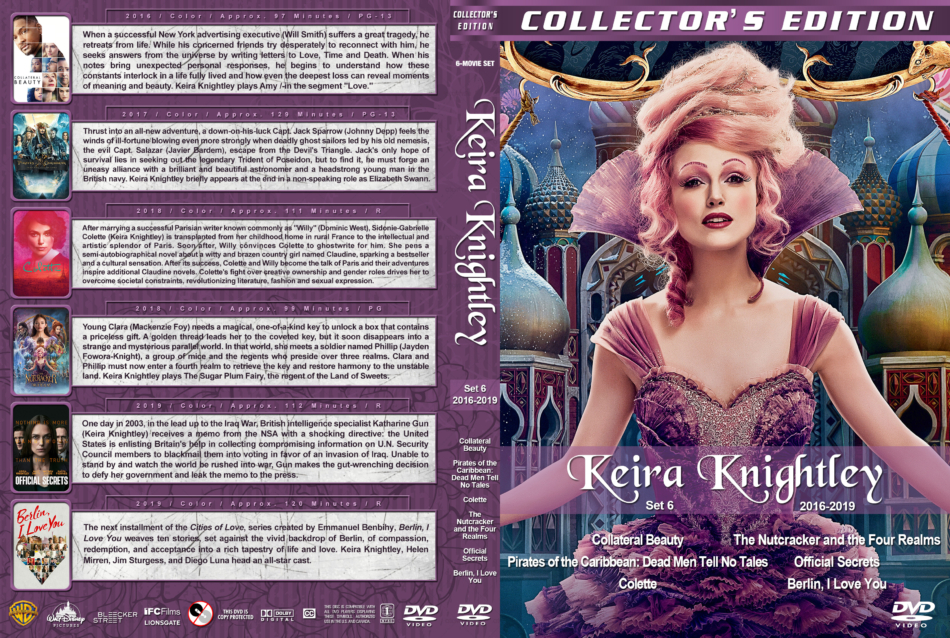 2016 / Color / Approx. 97 Minutes / PG-13
When a successful New York advertising executive (Will Smith) suffers a great tragedy, he
retreats from life. While his concerned friends try desperately to reconnect with him, he
seeks answers from the universe by writing letters to Love, Time and Death. When his
notes bring unexpected personal responses, he begins to understand how these
constants interlock in a life fully lived and how even the deepest loss can reveal moments
of meaning and beauty. Keira Knightley plays Amy / in the segment "Love."
COLLATERAL
BEAUTY
2017 / Color / Approx. 129 Minutes / PG-13
Thrust into an all-new adventure, a down-on-his-luck Capt. Jack Sparrow (Johnny Depp) feels the
winds of ill-fortune blowing even more strongly when deadly ghost sailors led by his old nemesis,
the evil Capt. Salazar (Javier Bardem), escape from the Devil's Triangle. Jack's only hope of
survival lies in seeking out the legendary Trident of Poseidon, but to find it, he must forge an
uneasy alliance with a brilliant and beautiful astronomer and a headstrong young man in the
British navy. Keira Knightley briefly appears at the end in a non-speaking role as Elizabeth Swann.
2018 / Color / Approx. 111 Minutes / R
After marrying a successful Parisian writer known commonly as "Willy" (Dominic West), Sidonie-Gabrielle
Colette (Keira Knightley) is transplanted from her childhood home in rural France to the intellectual and
artistic splendor of Paris. Soon after, Willy convinces Colette to ghostwrite for him. She pens a
semi-autobiographical novel about a witty and brazen country girl named Claudine, sparking a bestseller
and a cultural sensation. After its success, Colette and Willy become the talk of Paris and their adventures
inspire additional Claudine novels. Colette's fight over creative ownership and gender roles drives her to
overcome societal constraints, revolutionizing literature, fashion and sexual expression.
Colette
2018 / Color / Approx. 99 Minutes / PG
Young Clara (Mackenzie Foy) needs a magical, one-of-a-kind key to unlock a box that contains
a priceless gift. A golden thread leads her to the coveted key, but it soon disappears into a
strange and mysterious parallel world. In that world, she meets a soldier named Phillip (Jayden
Fowora-Knight), a group of mice and the regents who preside over three realms. Clara and
Phillip must now enter a fourth realm to retrieve the key and restore harmony to the unstable
land. Keira Knightley plays The Sugar Plum Fairy, the regent of the Land of Sweets.
NUTCRACKER
2019 / Color / Approx. 112 Minutes / R
One day in 2003, in the lead up to the Iraq War, British intelligence specialist Katharine Gun
(Keira Knightley) receives a memo from the NSA with a shocking directive: the United
States is enlisting Britain's help in collecting compromising information on U.N. Security
Council members to blackmail them into voting in favor of an invasion of Iraq. Unable to
stand by and watch the world be rushed into war, Gun makes the gut-wrenching decision
to defy her government and leak the memo to the press.
OFFICIAL SECRETS
2019 / Color / Approx. 120 Minutes / R
The next installment of the Cities of Love, series created by Emmanuel Benbihy, Berlin, I
Love You weaves ten stories, set against the vivid backdrop of Berlin, of compassion,
redemption, and acceptance into a rich tapestry of life and love. Keira Knightley, Helen
Mirren, Jim Sturgess, and Diego Luna head an all-star cast.
Berlin,
I Love You
WB
WALT DISNEY
PICTURES
BLEECKER
STREET
IFC Films
LIONSGATE
THIS DVD IS
COPY PROTECTED
DOLBY
DIGITAL
CC
DVD
VIDEO
COLLECTOR'S
EDITION
6-MOVIE SET
Keira Knightley
Set 6
2016-2019
Collateral
Beauty
Pirates of the
Caribbean:
Dead Men Tell
No Tales
Colette
The
Nutcracker
and the Four
Realms
Official
Secrets
Berlin, I Love
You
DVD
VIDEO
COLLECTOR'S EDITION
Keira Knightley
Set 6
2016-2019
Collateral Beauty
The Nutcracker and the Four Realms
Pirates of the Caribbean: Dead Men Tell No Tales
Official Secrets
Colette
Berlin, I Love You
DVD
VIDEO